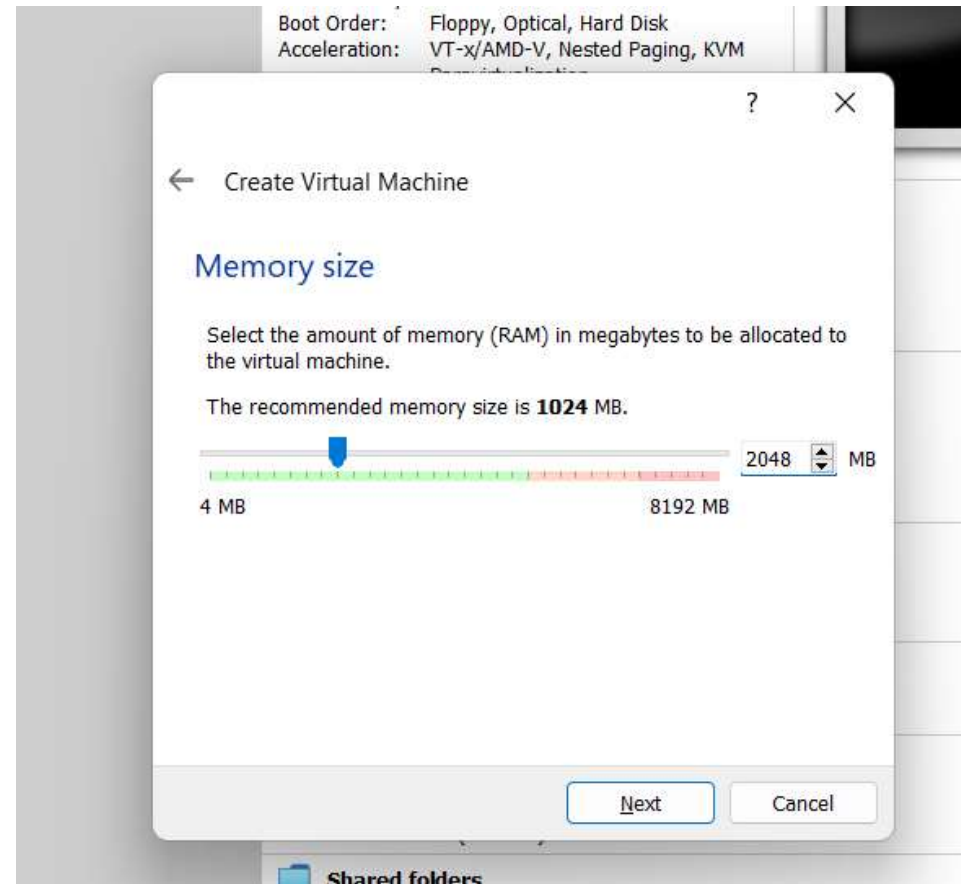 Boot Order: Floppy, Optical, Hard Disk
Acceleration: VT-x/AMD-V, Nested Paging, KVM
Paravirtualization
?
Create Virtual Machine
Memory size
Select the amount of memory (RAM) in megabytes to be allocated to
the virtual machine.
The recommended memory size is 1024 MB.
2048 MB
4 MB 8192 MB
Next Cancel
Shared folders